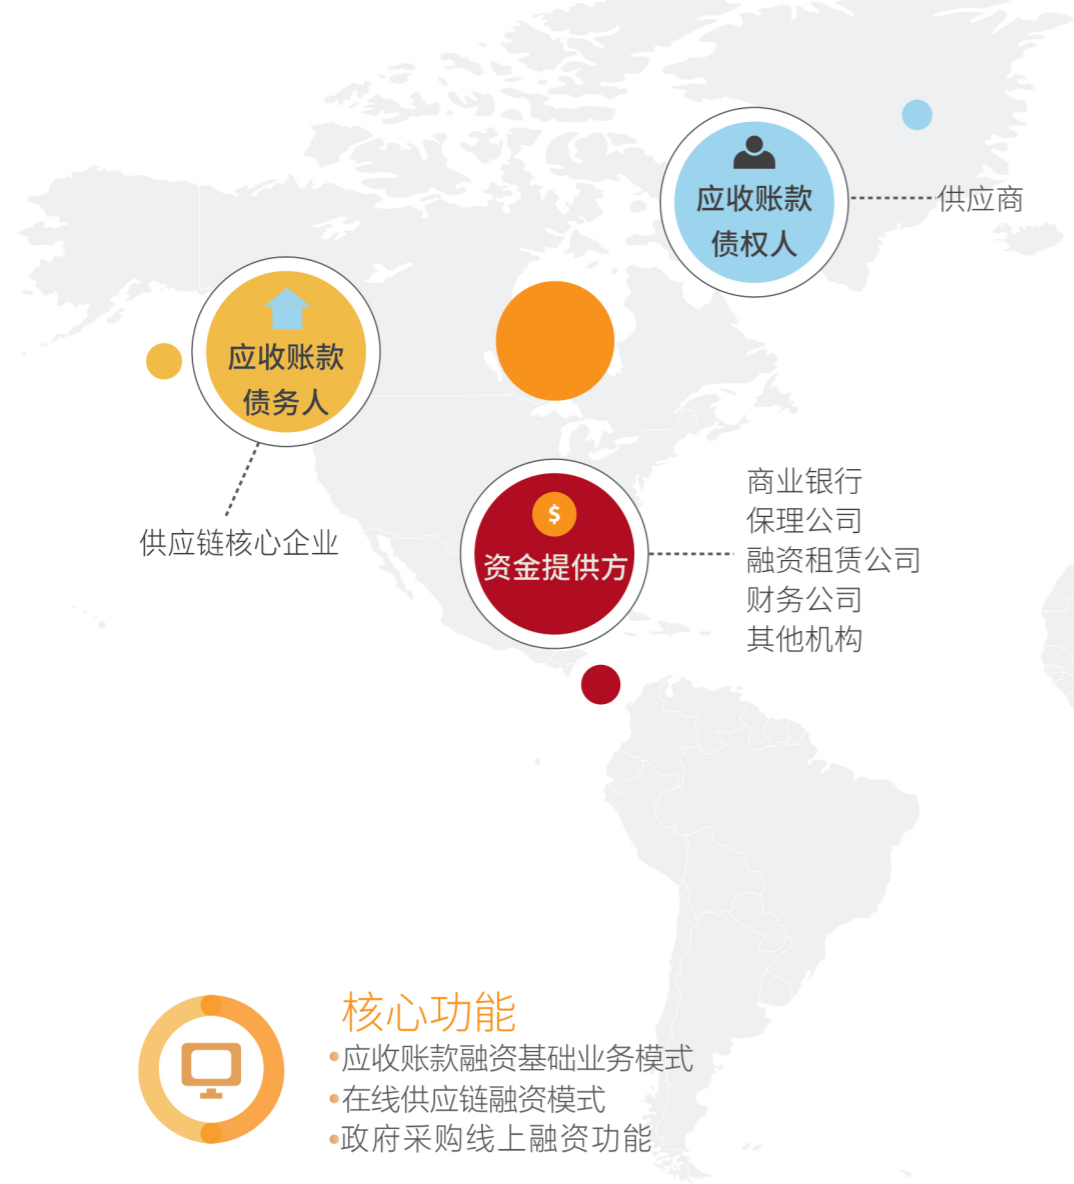 应收账款
债权人
供应商
应收账款
债务人
供应链核心企业
$
资金提供方
商业银行
保理公司
融资租赁公司
财务公司
其他机构
核心功能
•应收账款融资基础业务模式
•在线供应链融资模式
•政府采购线上融资功能